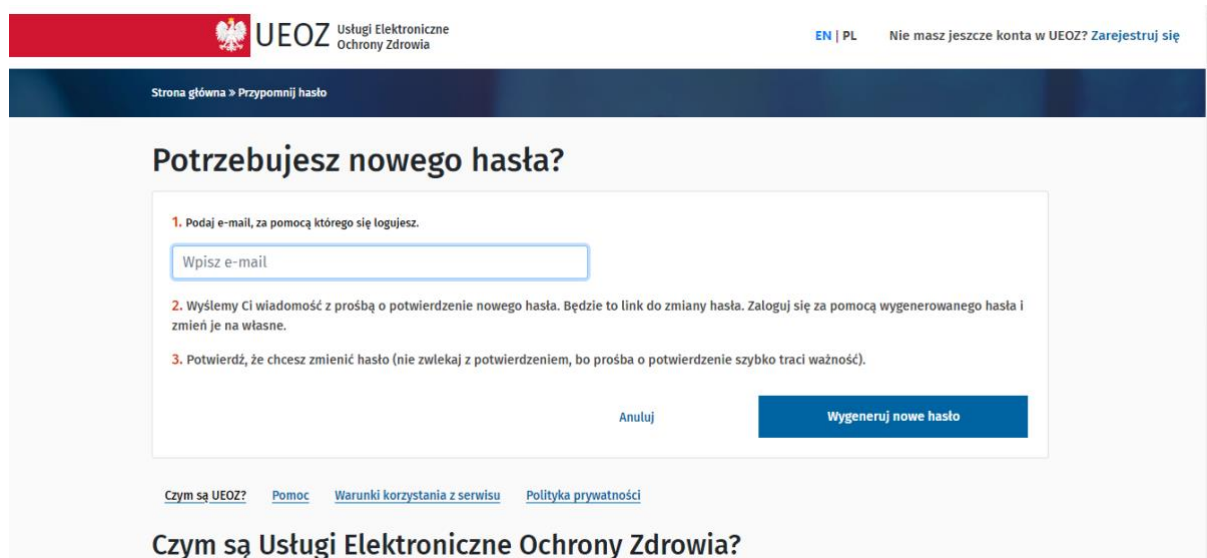 UEOZ Usługi Elektroniczne
Ochrony Zdrowia
EN | PL Nie masz jeszcze konta w UEOZ? Zarejestruj się
Strona główna » Przypomnij hasło
Potrzebujesz nowego hasła?
1. Podaj e-mail, za pomocą którego się logujesz.
Wpisz e-mail
2. Wyślemy Ci wiadomość z prośbą o potwierdzenie nowego hasła. Będzie to link do zmiany hasła. Zaloguj się za pomocą wygenerowanego hasła i
zmień je na własne.
3. Potwierdź, że chcesz zmienić hasło (nie zwlekaj z potwierdzeniem, bo prośba o potwierdzenie szybko traci ważność).
Anuluj Wygeneruj nowe hasło
Czym są UEOZ? Pomoc Warunki korzystania z serwisu Polityka prywatności
Czym są Usługi Elektroniczne Ochrony Zdrowia?